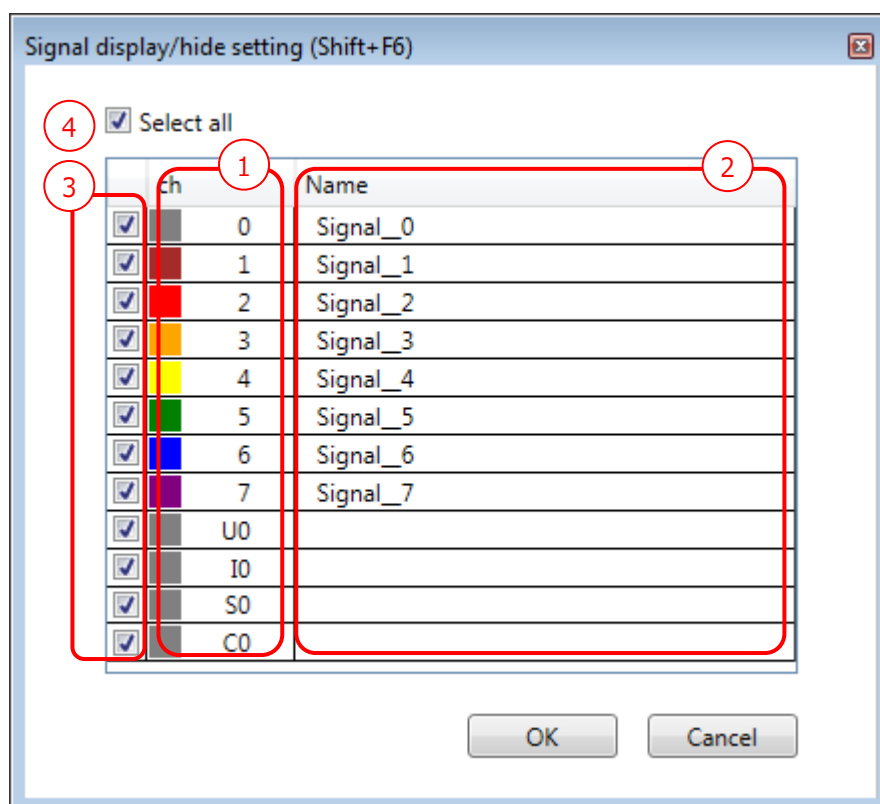 Signal display/hide setting (Shift+F6)
4 Select all
3 ch 1 Name 2
0 Signal__0
1 Signal__1
2 Signal__2
3 Signal__3
4 Signal__4
5 Signal__5
6 Signal__6
7 Signal__7
U0
I0
S0
C0
OK Cancel